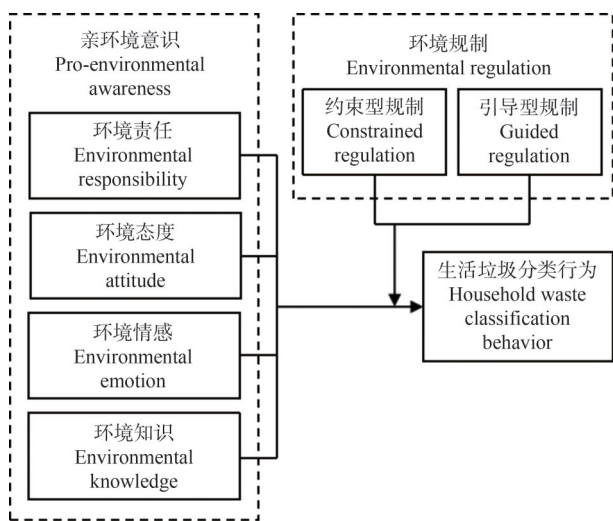 亲环境意识
Pro-environmental
awareness
环境责任
Environmental
responsibility
环境态度
Environmental
attitude
环境情感
Environmental
emotion
环境知识
Environmental
knowledge
环境规制
Environmental regulation
约束型规制
Constrained
regulation
引导型规制
Guided
regulation
生活垃圾分类行为
Household waste
classification
behavior